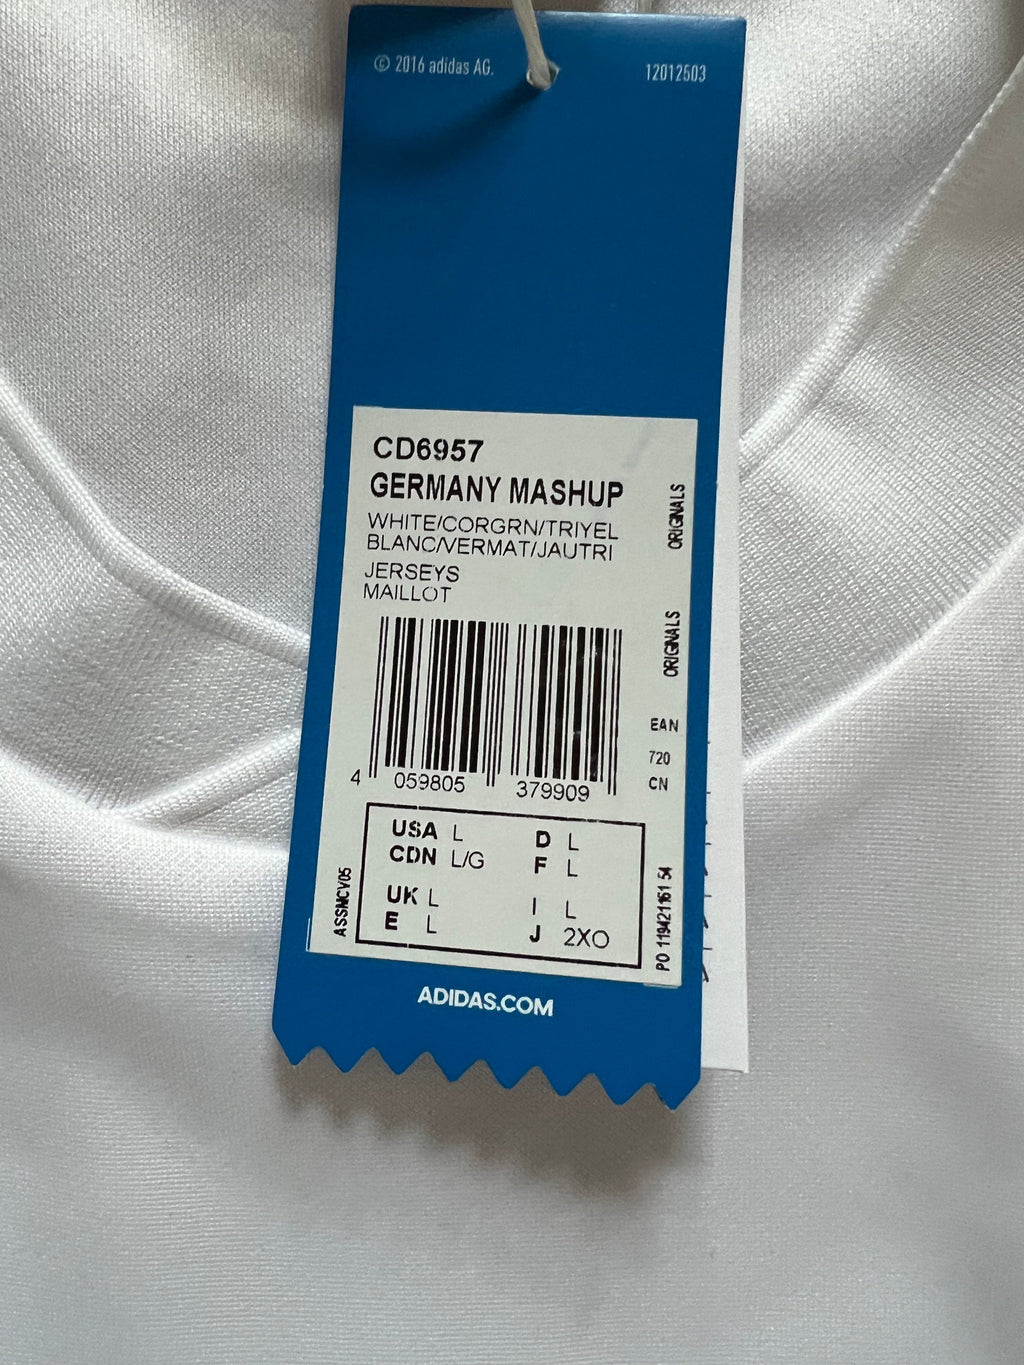 © 2016 adidas AG.
12012503
CD6957
GERMANY MASHUP
WHITE/CORGRN/TRIYEL
BLANC/VERMAT/JAUTRI
JERSEYS
MAILLOT
ORIGINALS
ORIGINALS
4 059805 379909
EAN
720
CN
USA L
CDN L/G
UK L
E L
D L
F L
I L
J 2XO
ASSMCV05
PO 119421161 54
ADIDAS.COM